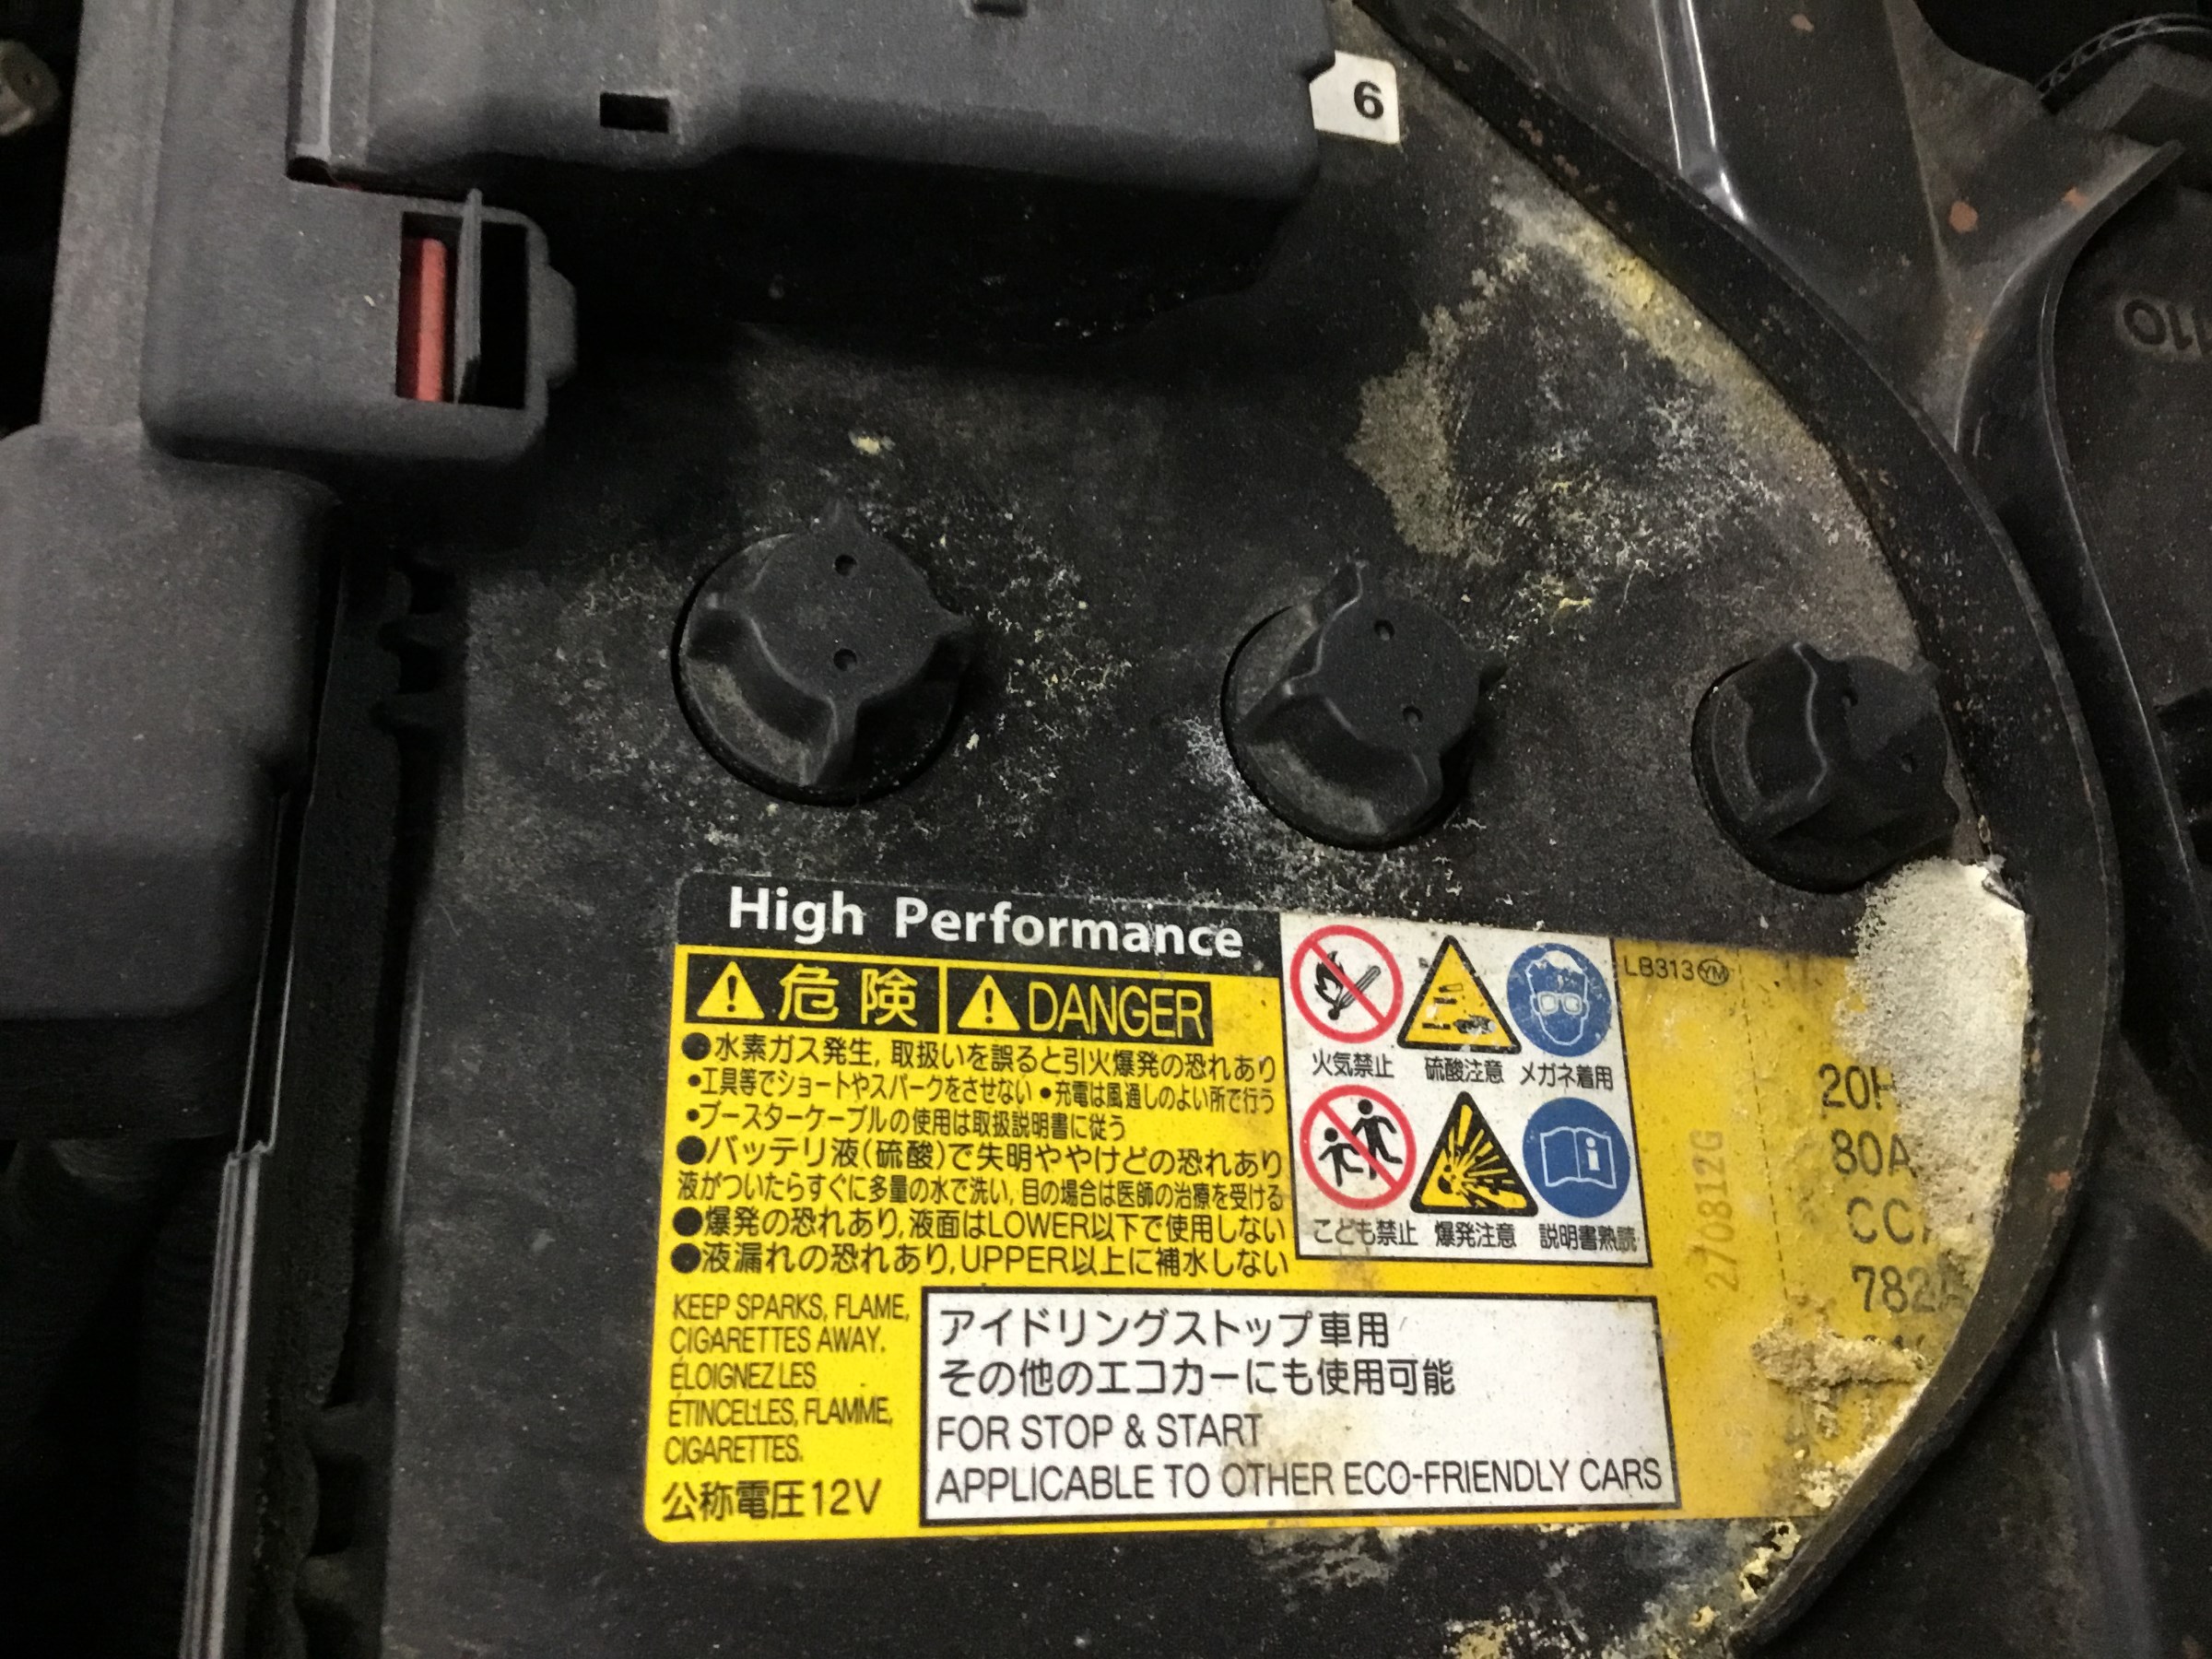 6
High Performance
危険 DANGER
●水素ガス発生, 取扱いを誤ると引火爆発の恐れあり
•工具等でショートやスパークをさせない •充電は風通しのよい所で行う
•ブースターケーブルの使用は取扱説明書に従う
●バッテリ液(硫酸)で失明ややけどの恐れあり
液がついたらすぐに多量の水で洗い, 目の場合は医師の治療を受ける
●爆発の恐れあり, 液面はLOWER以下で使用しない
●液漏れの恐れあり, UPPER以上に補水しない
火気禁止 硫酸注意 メガネ着用
こども禁止 爆発注意 説明書熟読
KEEP SPARKS, FLAME,
CIGARETTES AWAY.
ÉLOIGNEZ LES
ÉTINCELLES, FLAMME,
CIGARETTES.
公称電圧12V
アイドリングストップ車用
その他のエコカーにも使用可能
FOR STOP & START
APPLICABLE TO OTHER ECO-FRIENDLY CARS
LB313 YM
270812G
20H
80A
782